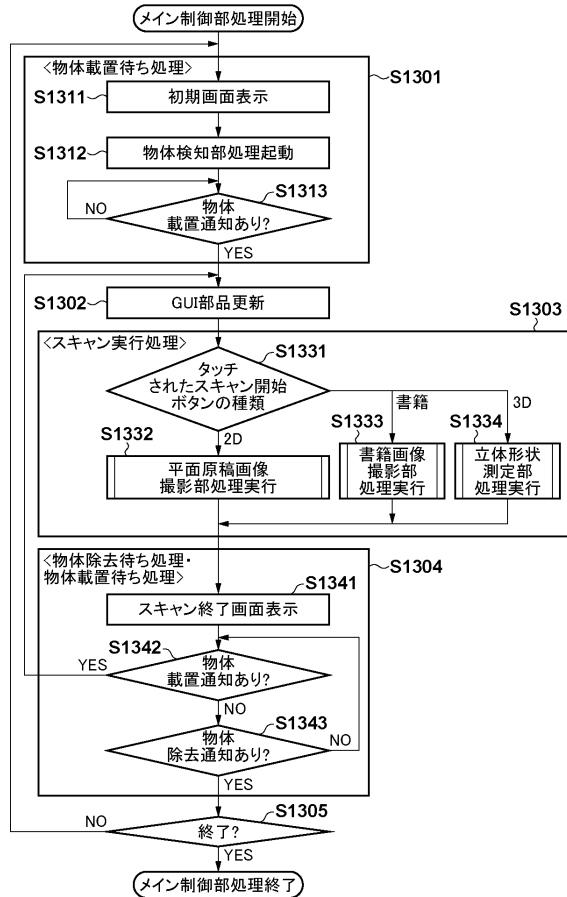 メイン制御部処理開始
<物体載置待ち処理>
S1301
S1311
初期画面表示
S1312
物体検知部処理起動
S1313
NO
物体
載置通知あり?
YES
S1302
GUI部品更新
S1303
<スキャン実行処理>
S1331
タッチ
されたスキャン開始
ボタンの種類
書籍
3D
2D
S1332
S1333
S1334
平面原稿画像
撮影部処理実行
書籍画像
撮影部
処理実行
立体形状
測定部
処理実行
<物体除去待ち処理・
物体載置待ち処理>
S1304
S1341
スキャン終了画面表示
S1342
YES
物体
載置通知あり?
NO
S1343
物体
除去通知あり?
NO
YES
S1305
NO
終了?
YES
メイン制御部処理終了